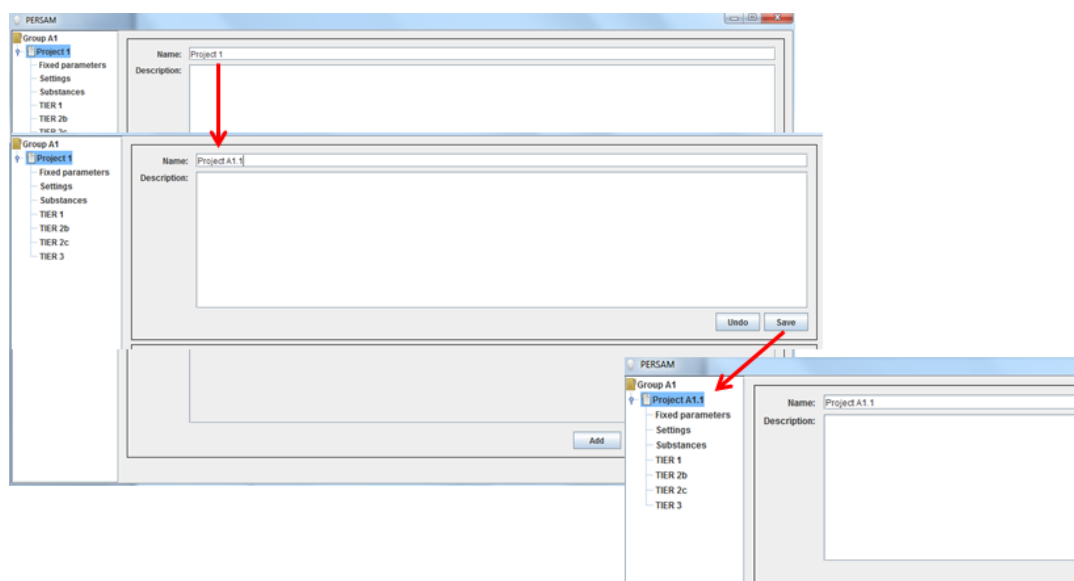 PERSAM
Group A1
Project 1
Fixed parameters
Settings
Substances
TIER 1
TIER 2b
TIER 2c
Name: Project 1
Description:
Group A1
Project 1
Fixed parameters
Settings
Substances
TIER 1
TIER 2b
TIER 2c
TIER 3
Name: Project A1.1
Description:
Undo Save
Add
PERSAM
Group A1
Project A1.1
Fixed parameters
Settings
Substances
TIER 1
TIER 2b
TIER 2c
TIER 3
Name: Project A1.1
Description: